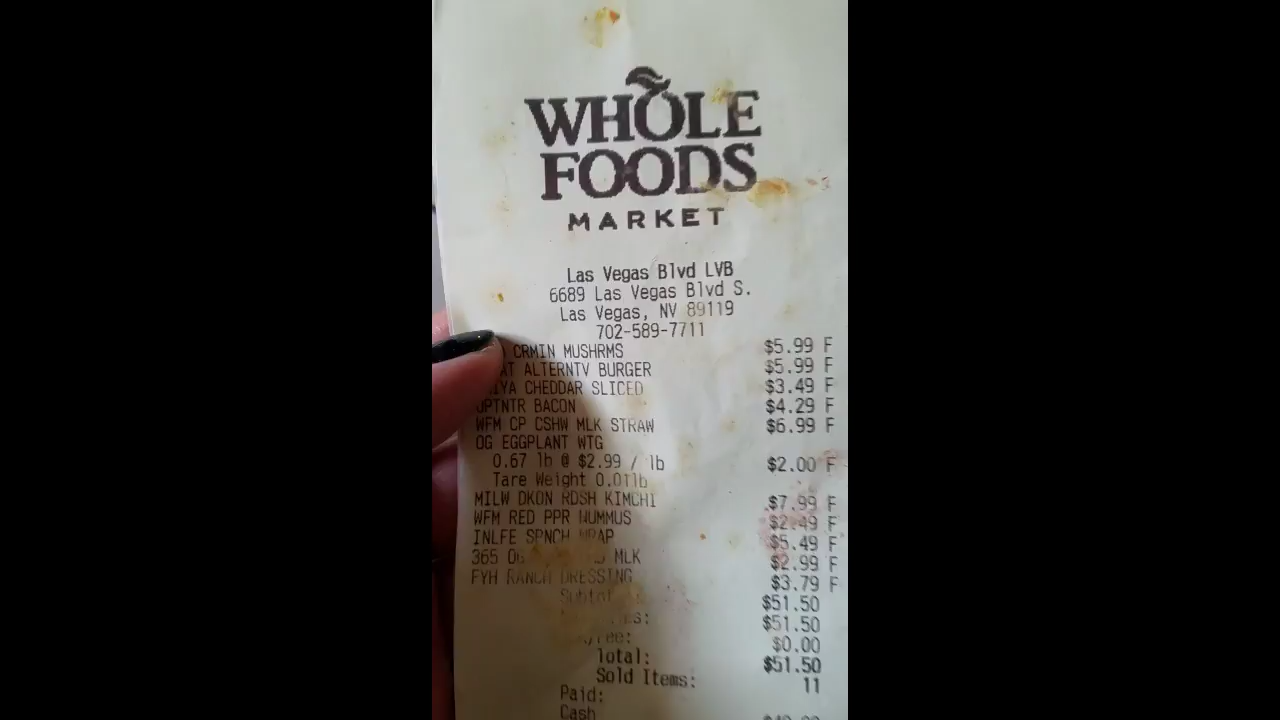 WHOLE
FOODS
MARKET
Las Vegas Blvd LVB
6689 Las Vegas Blvd S.
Las Vegas, NV 89119
702-589-7711
CRMIN MUSHRMS $5.99 F
ALTERNTV BURGER $5.99 F
CHEDDAR SLICED $3.49 F
UPTNTR BACON $4.29 F
WFM CP CSHW MLK STRAW $6.99 F
OG EGGPLANT WTG
0.67 lb @ $2.99 / lb $2.00 F
Tare Weight 0.01lb
MILW DKON RDSH KIMCHI $7.99 F
WFM RED PPR HUMMUS $2.49 F
INLFE SPNCH WRAP $5.49 F
365 MLK $2.99 F
FYH RANCH DRESSING $3.79 F
$51.50
$51.50
$0.00
Total: $51.50
Sold Items: 11
Paid:
Cash